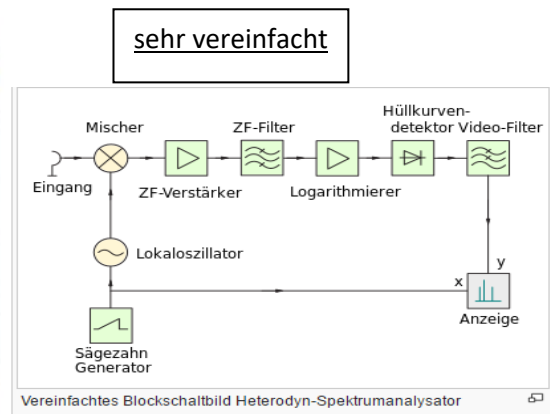 sehr vereinfacht
Hüllkurven-
Mischer
ZF-Filter
detektor Video-Filter
Eingang
ZF-Verstärker
Logarithmierer
Lokaloszillator
y
x
Anzeige
Sägezahn
Generator
Vereinfachtes Blockschaltbild Heterodyn-Spektrumanalysator